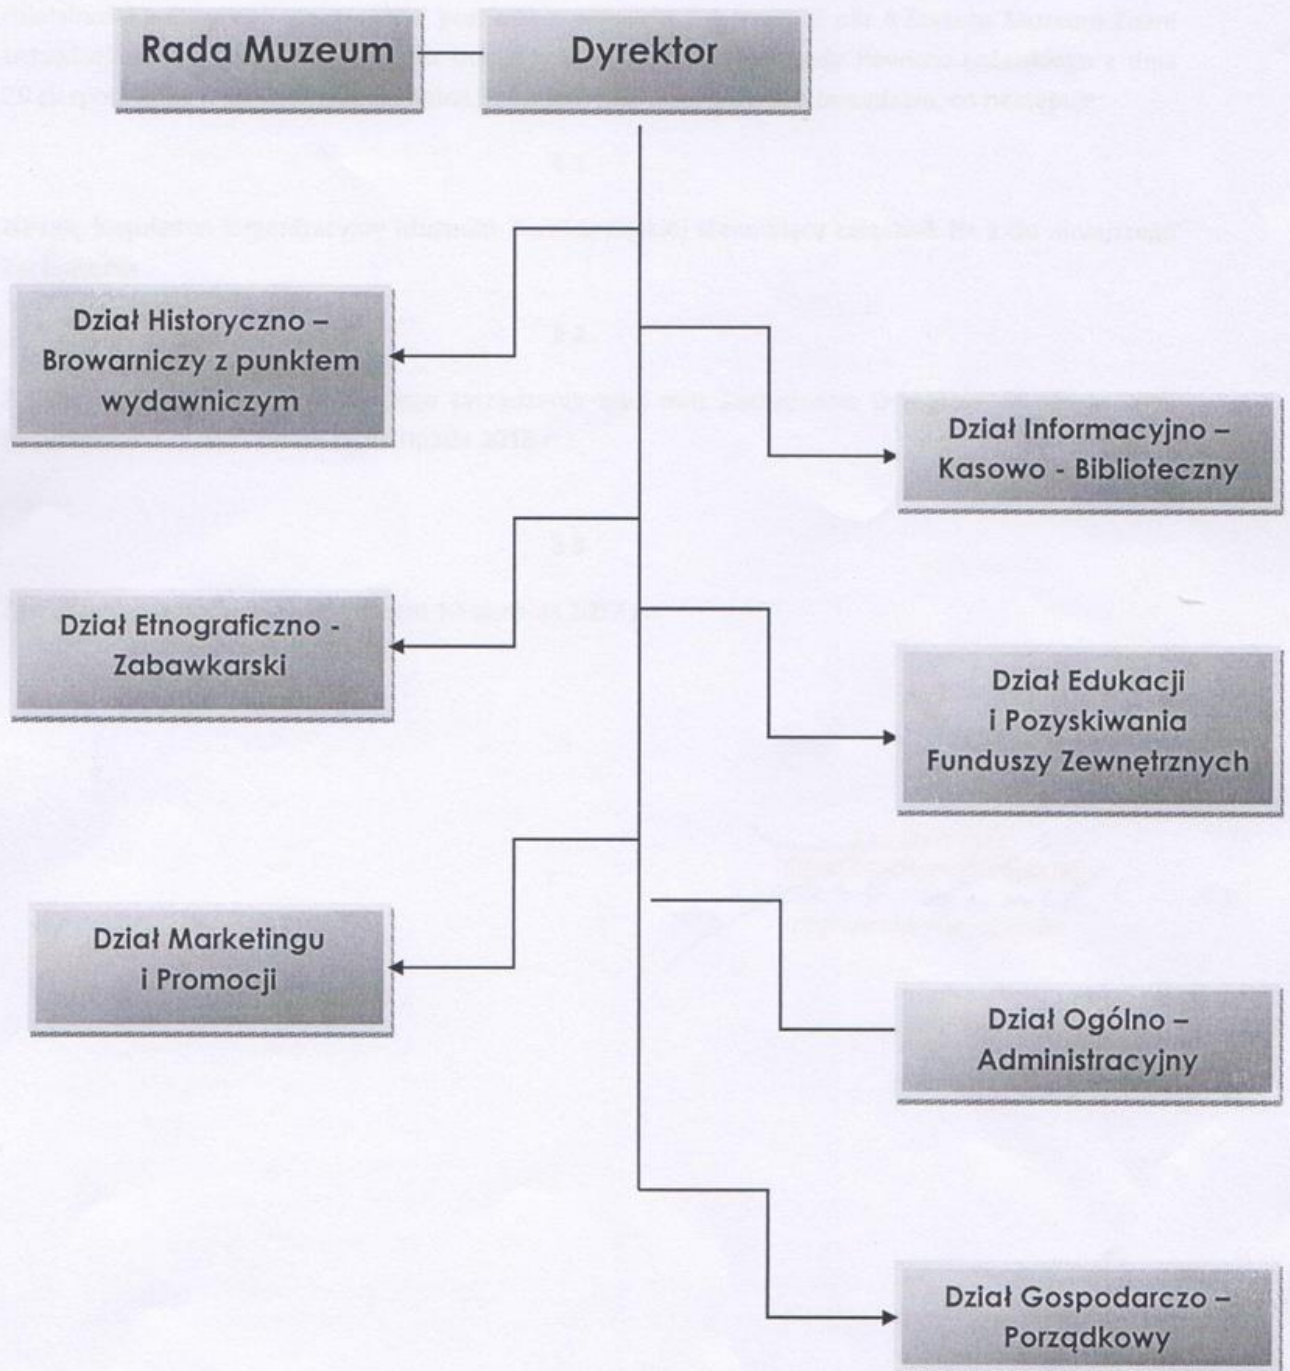 Rada Muzeum
Dyrektor
Dział Historyczno –
Browarniczy z punktem
wydawniczym
Dział Informacyjno –
Kasowo - Biblioteczny
Dział Etnograficzno -
Zabawkarski
Dział Edukacji
i Pozyskiwania
Funduszy Zewnętrznych
Dział Marketingu
i Promocji
Dział Ogólno –
Administracyjny
Dział Gospodarczo –
Porządkowy